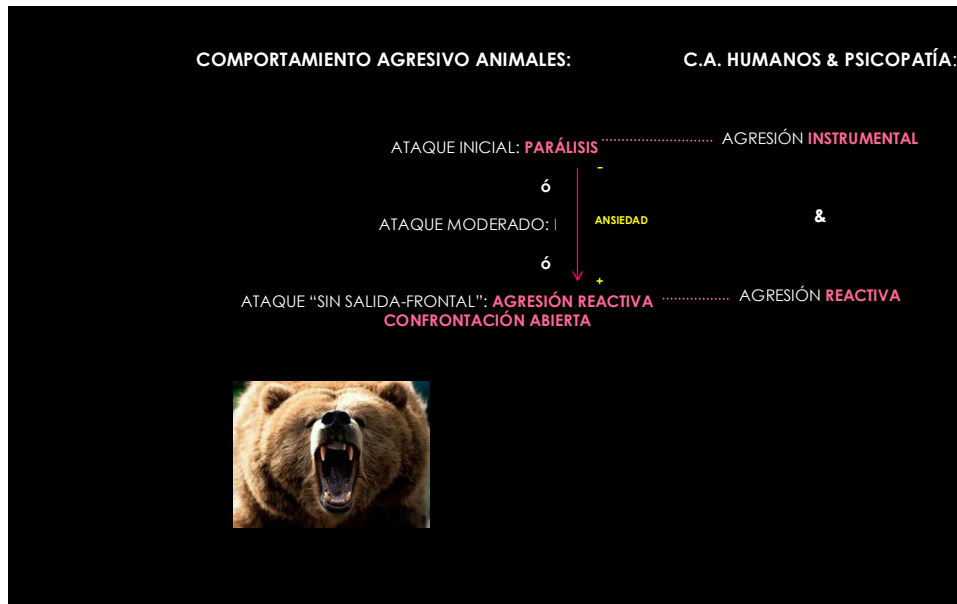 COMPORTAMIENTO AGRESIVO ANIMALES:
C.A. HUMANOS & PSICOPATÍA:
ATAQUE INICIAL: PARÁLISIS
AGRESIÓN INSTRUMENTAL
-
ó
ATAQUE MODERADO:
ANSIEDAD
&
ó
+
ATAQUE “SIN SALIDA-FRONTAL”: AGRESIÓN REACTIVA
AGRESIÓN REACTIVA
CONFRONTACIÓN ABIERTA